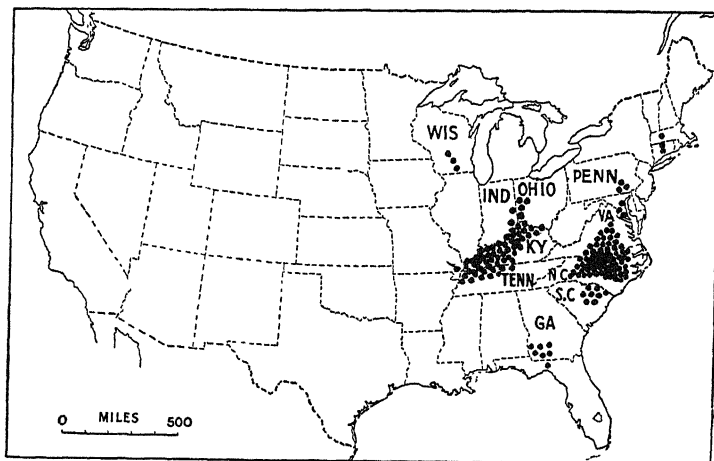 WIS
IND OHIO
PENN
VA
KY
TENN.
N.C.
S.C
GA
0 MILES 500